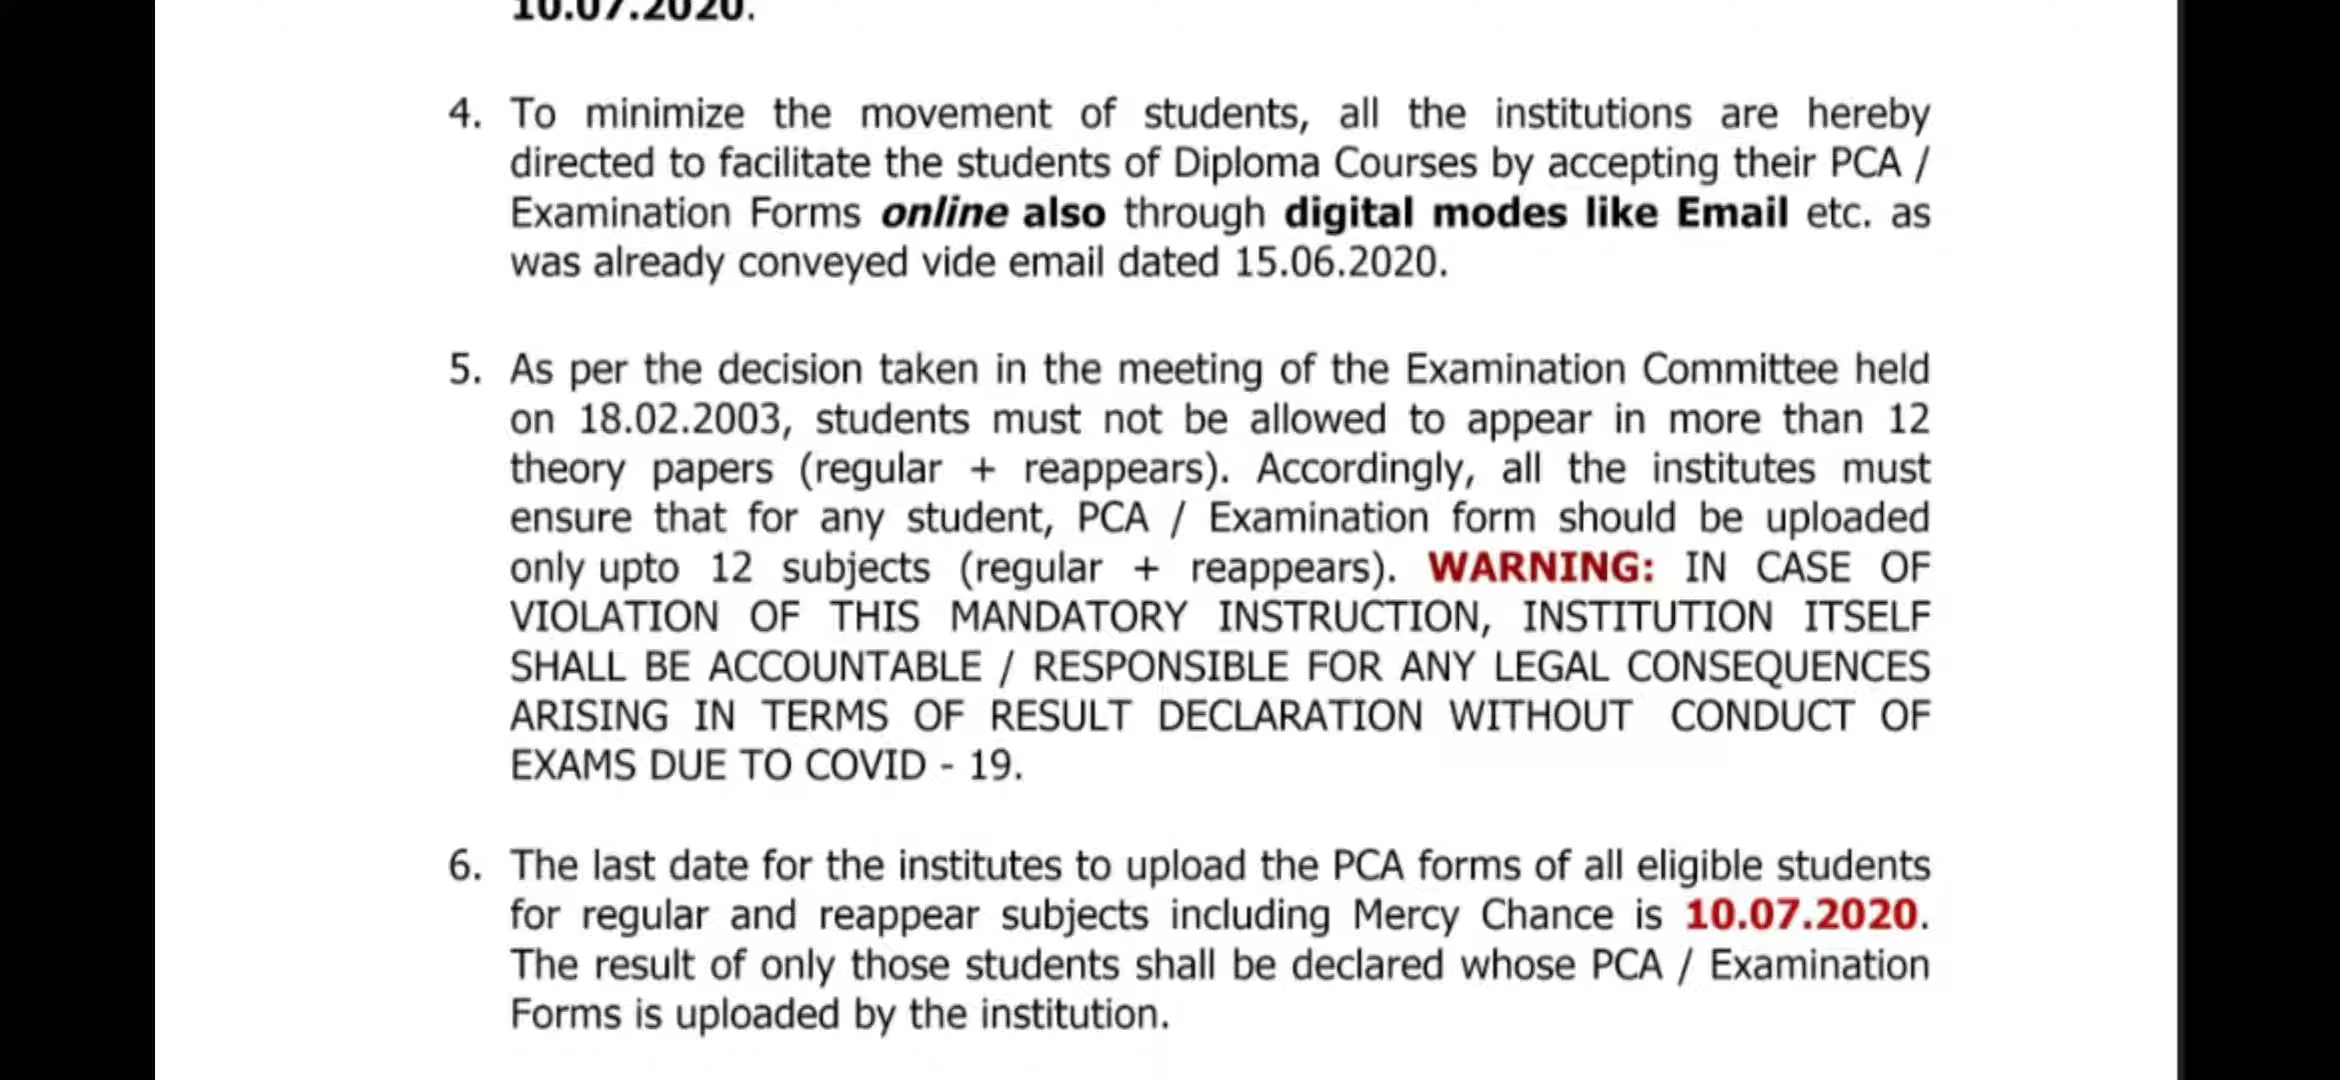 10.07.2020.
4. To minimize the movement of students, all the institutions are hereby
directed to facilitate the students of Diploma Courses by accepting their PCA /
Examination Forms online also through digital modes like Email etc. as
was already conveyed vide email dated 15.06.2020.
5. As per the decision taken in the meeting of the Examination Committee held
on 18.02.2003, students must not be allowed to appear in more than 12
theory papers (regular + reappears). Accordingly, all the institutes must
ensure that for any student, PCA / Examination form should be uploaded
only upto 12 subjects (regular + reappears). WARNING: IN CASE OF
VIOLATION OF THIS MANDATORY INSTRUCTION, INSTITUTION ITSELF
SHALL BE ACCOUNTABLE / RESPONSIBLE FOR ANY LEGAL CONSEQUENCES
ARISING IN TERMS OF RESULT DECLARATION WITHOUT CONDUCT OF
EXAMS DUE TO COVID - 19.
6. The last date for the institutes to upload the PCA forms of all eligible students
for regular and reappear subjects including Mercy Chance is 10.07.2020.
The result of only those students shall be declared whose PCA / Examination
Forms is uploaded by the institution.